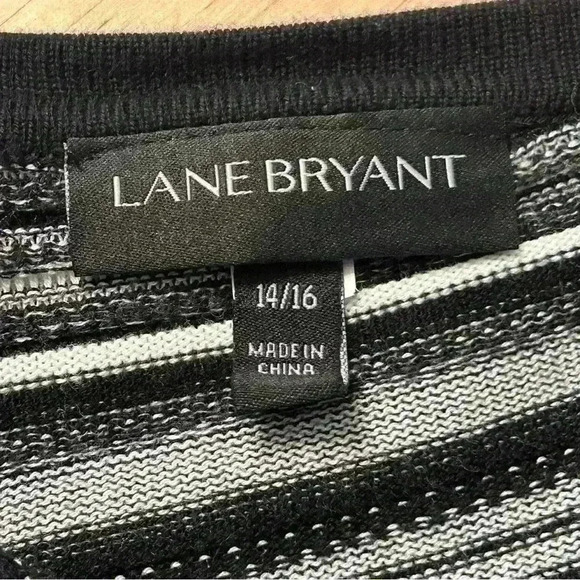 LANE BRYANT
14/16
MADE IN
CHINA